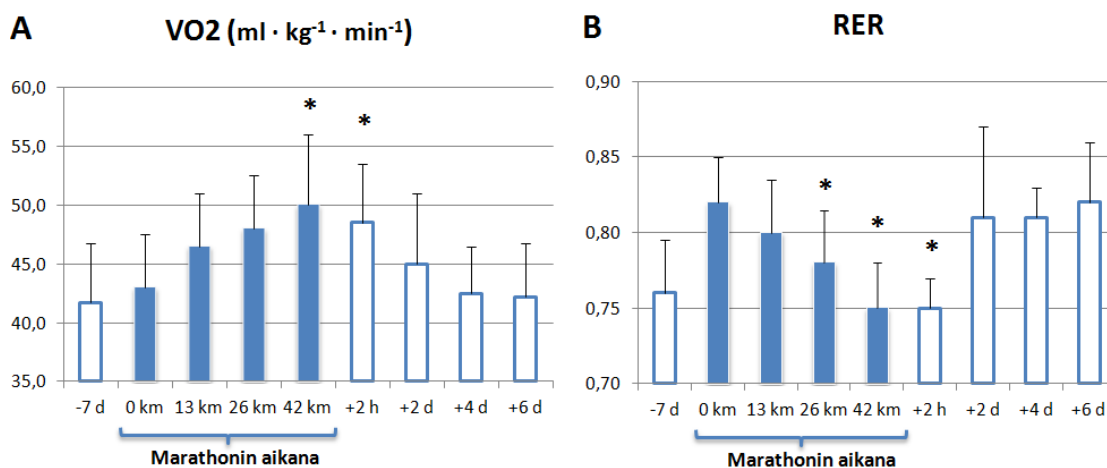 A
VO2 (ml · kg⁻¹ · min⁻¹)
60,0
55,0
50,0
45,0
40,0
35,0
* *
-7 d 0 km 13 km 26 km 42 km +2 h +2 d +4 d +6 d
Marathonin aikana
B
RER
0,90
0,85
0,80
0,75
0,70
* * *
-7 d 0 km 13 km 26 km 42 km +2 h +2 d +4 d +6 d
Marathonin aikana